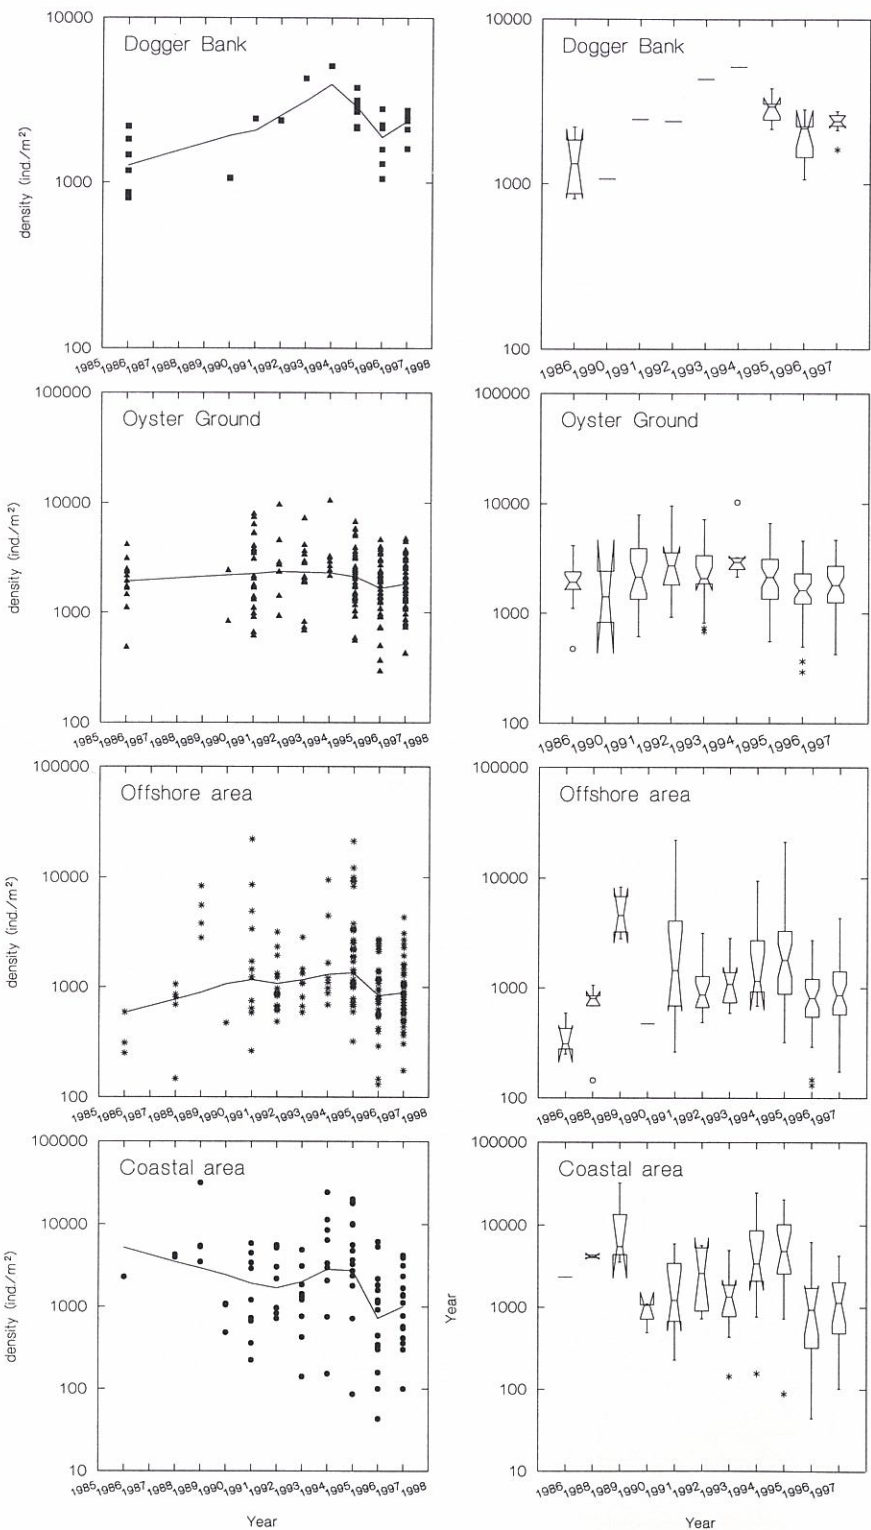 10000
Dogger Bank
1000
density (ind./m²)
100
1985 1986 1987 1988 1989 1990 1991 1992 1993 1994 1995 1996 1997 1998
10000
Dogger Bank
1000
100
1986 1990 1991 1992 1993 1994 1995 1996 1997
100000
Oyster Ground
10000
density (ind./m²)
1000
100
1985 1986 1987 1988 1989 1990 1991 1992 1993 1994 1995 1996 1997 1998
100000
Oyster Ground
10000
1000
100
1986 1990 1991 1992 1993 1994 1995 1996 1997
100000
Offshore area
10000
density (ind./m²)
1000
100
1985 1986 1987 1988 1989 1990 1991 1992 1993 1994 1995 1996 1997 1998
100000
Offshore area
10000
1000
100
1986 1988 1989 1990 1991 1992 1993 1994 1995 1996 1997
100000
Coastal area
10000
density (ind./m²)
1000
100
10
1985 1986 1987 1988 1989 1990 1991 1992 1993 1994 1995 1996 1997 1998
Year
100000
Coastal area
10000
Year
1000
100
10
1986 1988 1989 1990 1991 1992 1993 1994 1995 1996 1997
Year